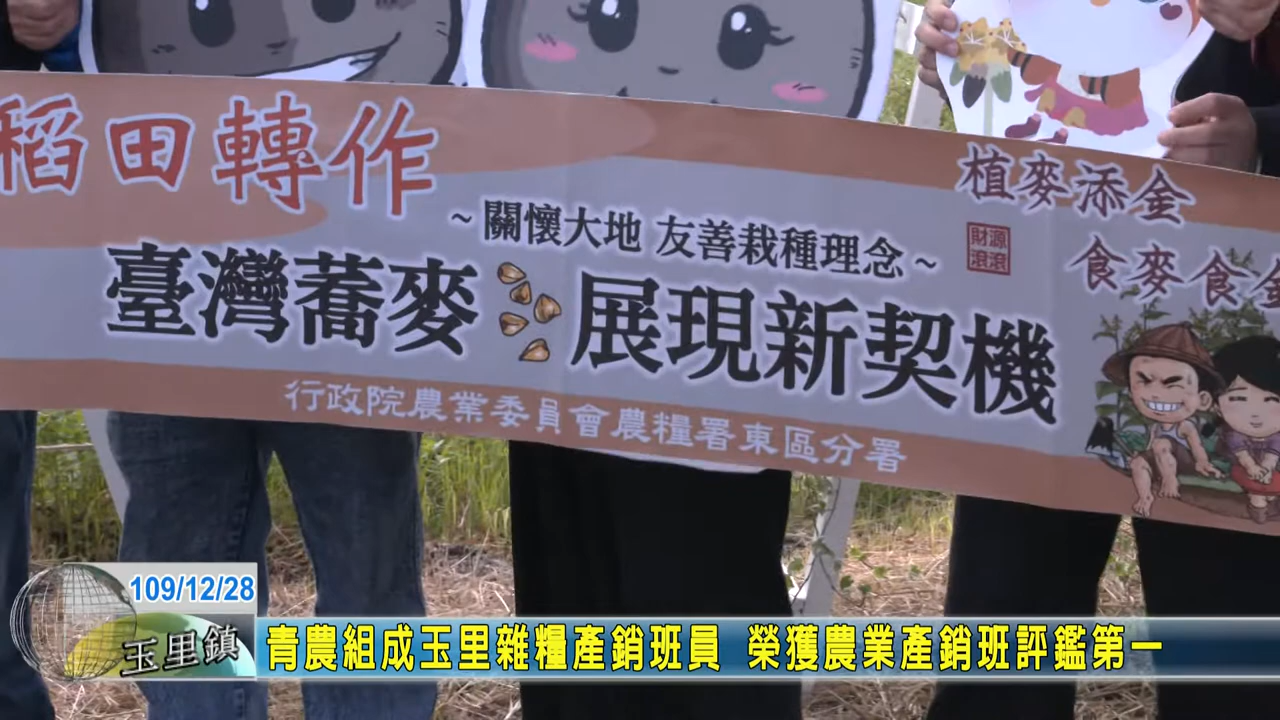 稻田轉作
~關懷大地 友善栽種理念~
臺灣蕎麥 展現新契機
植麥添金
財源
滾滾
食麥食金
行政院農業委員會農糧署東區分署
109/12/28
玉里鎮
青農組成玉里雜糧產銷班員 榮獲農業產銷班評鑑第一